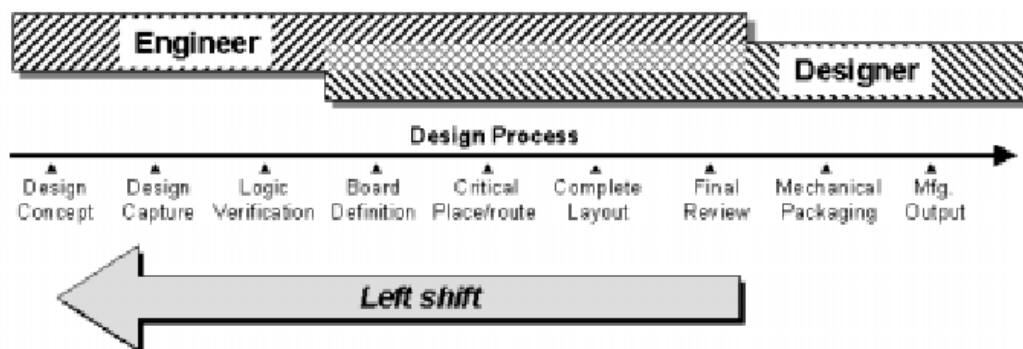 Engineer
Designer
Design Process
Design Concept
Design Capture
Logic Verification
Board Definition
Critical Place/route
Complete Layout
Final Review
Mechanical Packaging
Mfg. Output
Left shift